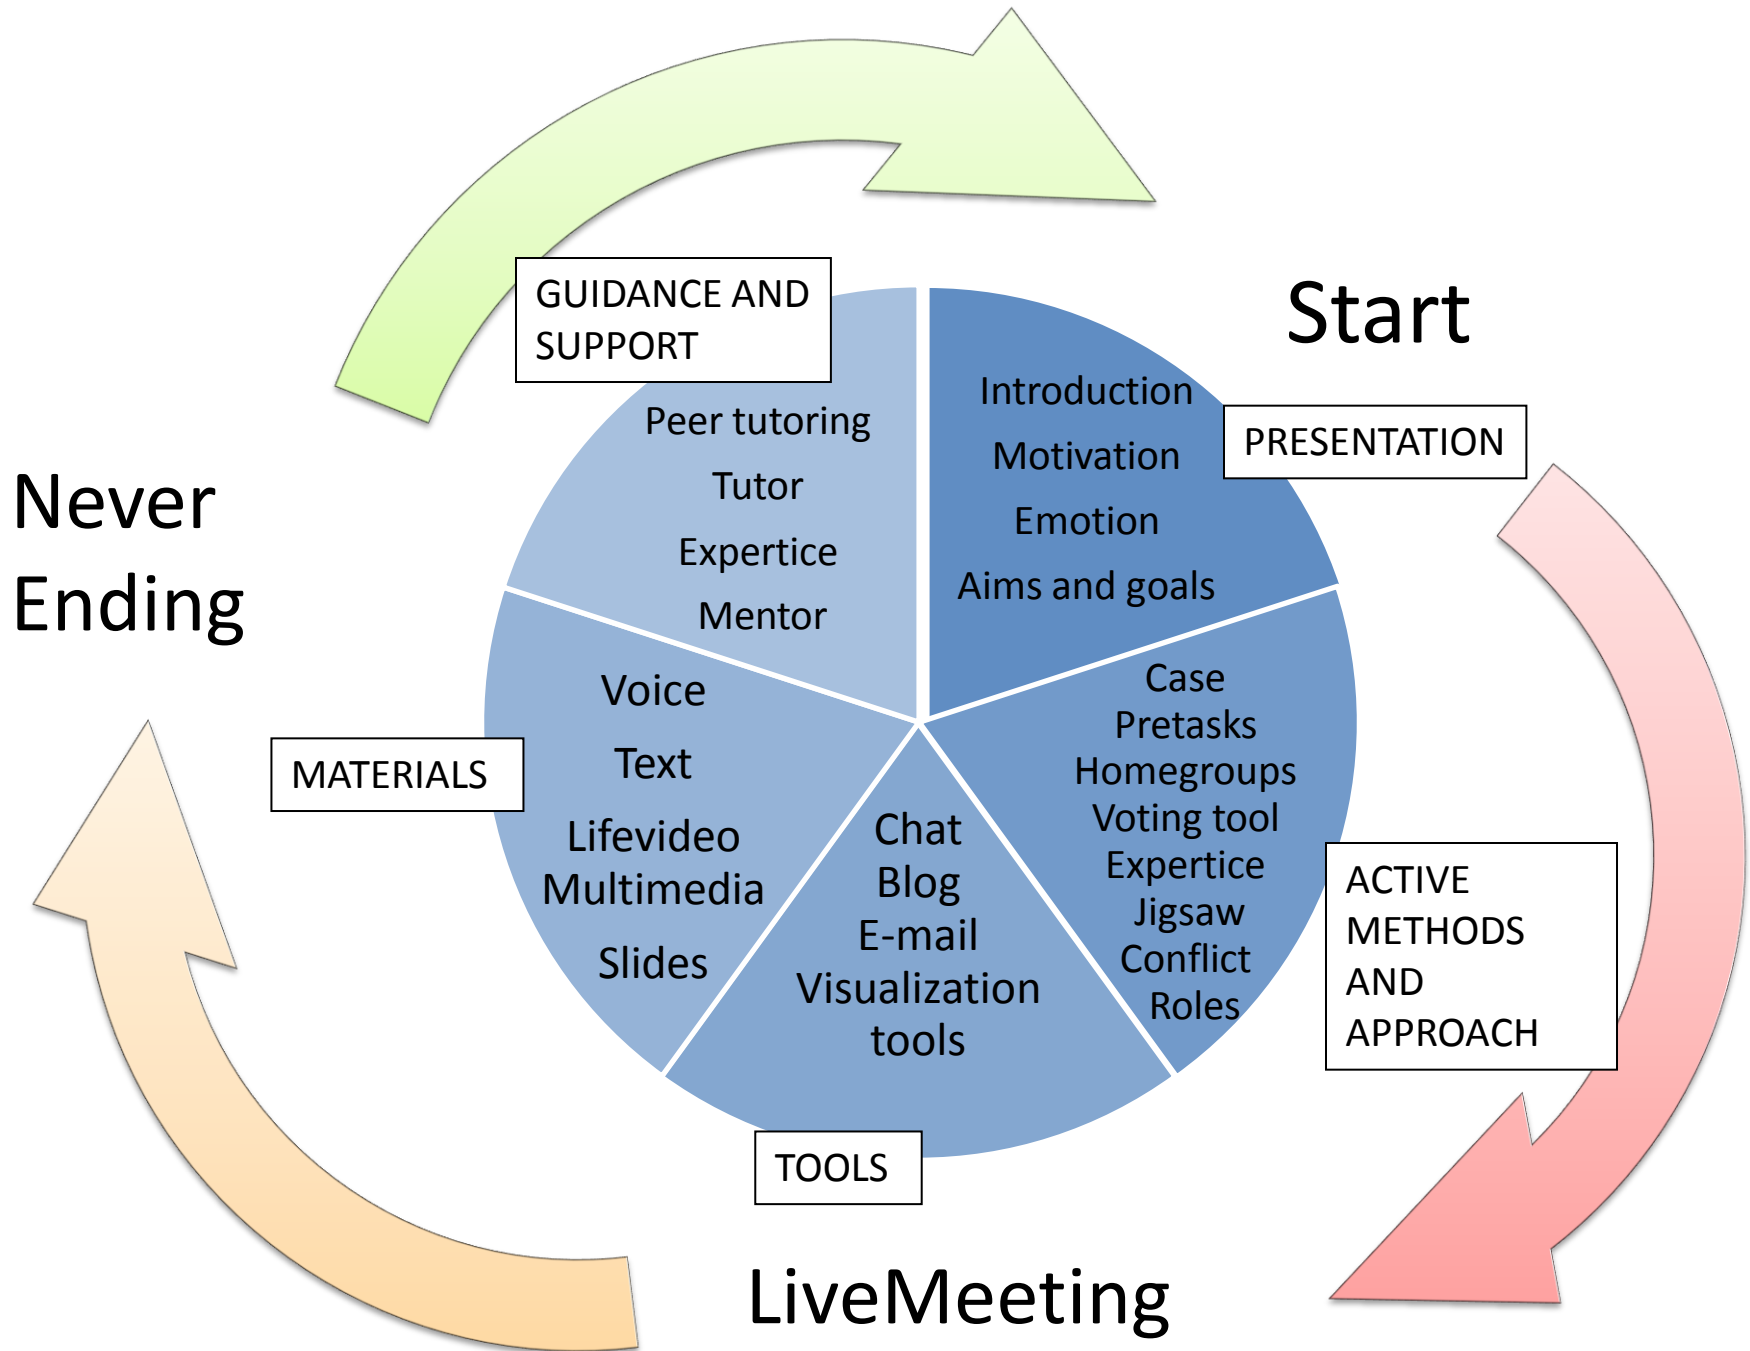 Start
PRESENTATION
Introduction
Motivation
Emotion
Aims and goals
ACTIVE
METHODS
AND
APPROACH
Case
Pretasks
Homegroups
Voting tool
Expertice
Jigsaw
Conflict
Roles
LiveMeeting
TOOLS
Chat
Blog
E-mail
Visualization
tools
MATERIALS
Voice
Text
Lifevideo
Multimedia
Slides
Never
Ending
GUIDANCE AND
SUPPORT
Peer tutoring
Tutor
Expertice
Mentor